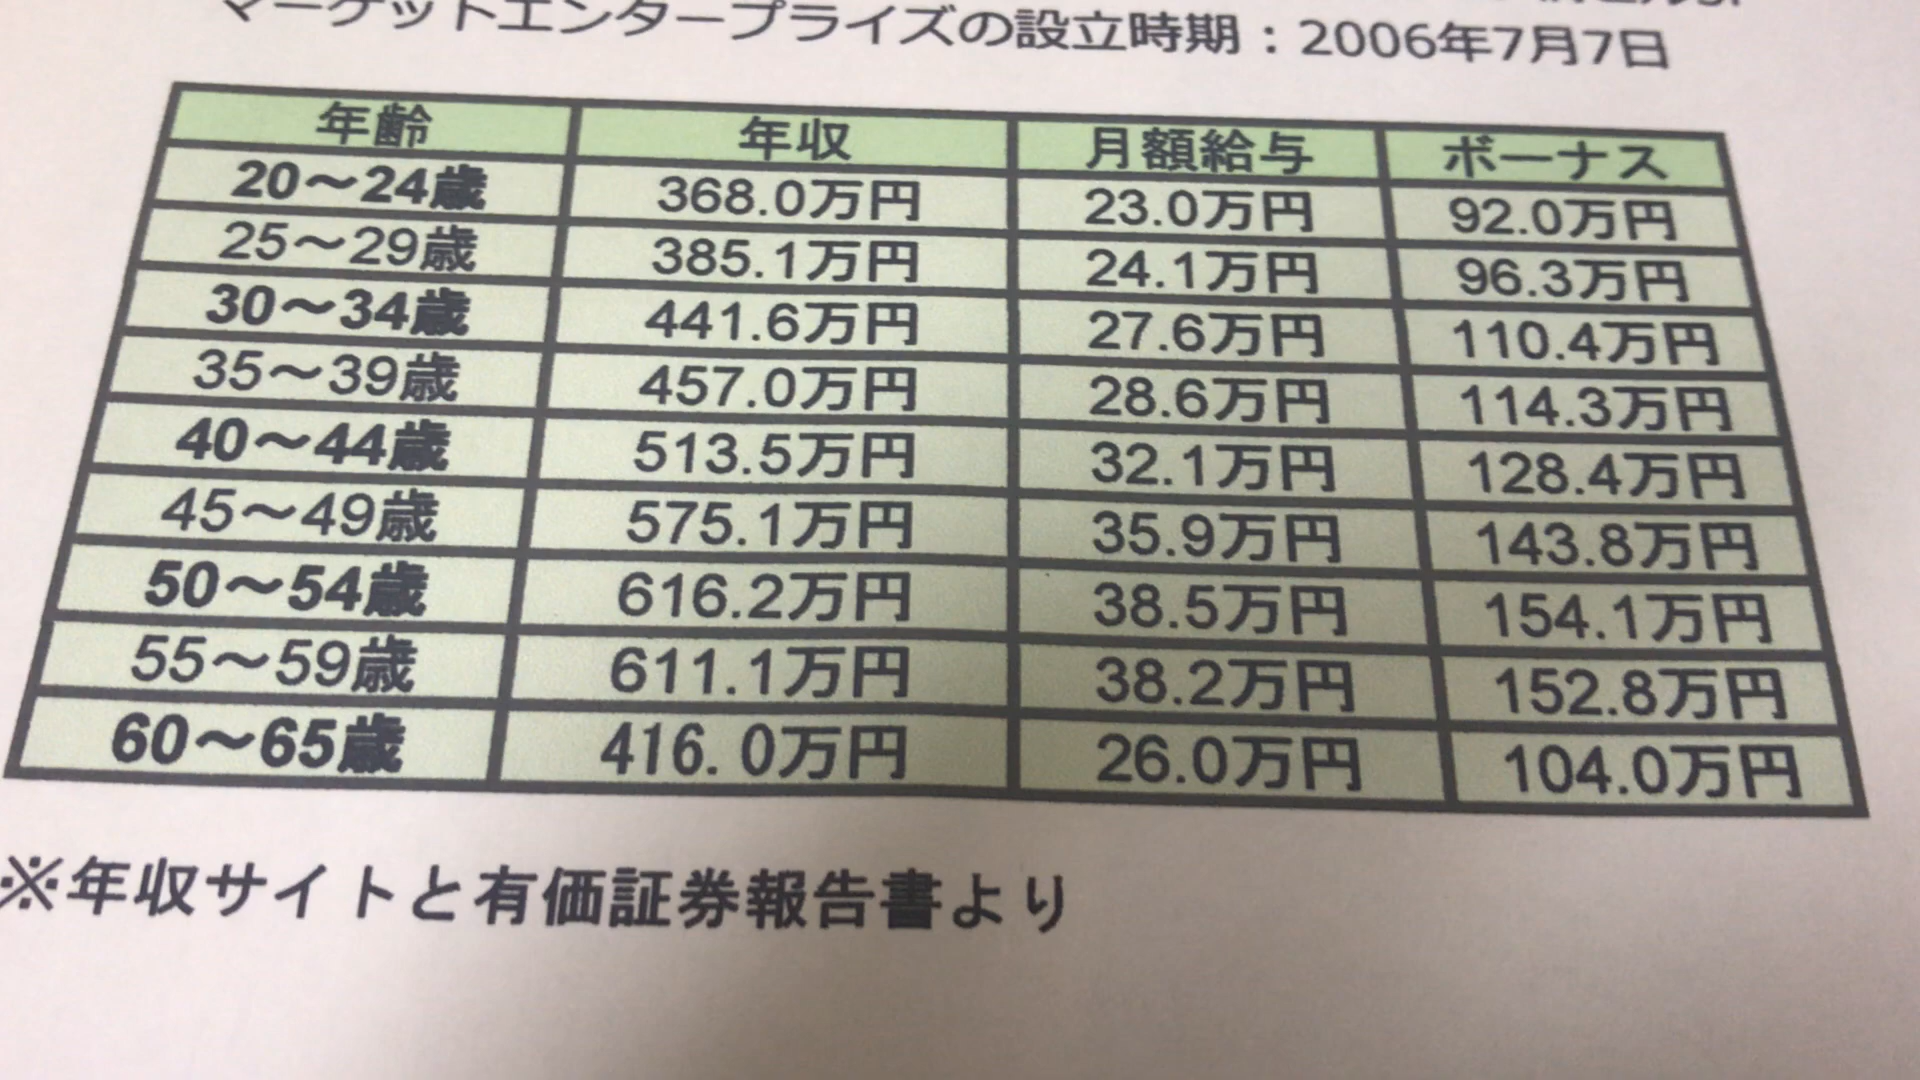 マーケットエンタープライズの設立時期：2006年7月7日
年齢 年収 月額給与 ボーナス
20～24歳 368.0万円 23.0万円 92.0万円
25～29歳 385.1万円 24.1万円 96.3万円
30～34歳 441.6万円 27.6万円 110.4万円
35～39歳 457.0万円 28.6万円 114.3万円
40～44歳 513.5万円 32.1万円 128.4万円
45～49歳 575.1万円 35.9万円 143.8万円
50～54歳 616.2万円 38.5万円 154.1万円
55～59歳 611.1万円 38.2万円 152.8万円
60～65歳 416.0万円 26.0万円 104.0万円
※年収サイトと有価証券報告書より